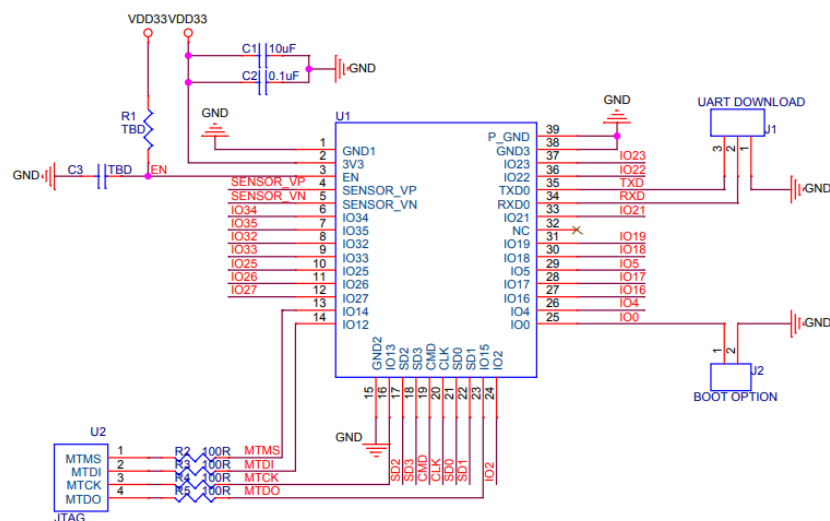 VDD33 VDD33
C1 10uF
GND
C2 0.1uF
R1
TBD
GND
C3 TBD EN
GND
U1
1 GND1
2 3V3
3 EN
SENSOR_VP 4 SENSOR_VP
SENSOR_VN 5 SENSOR_VN
IO34 6 IO34
IO35 7 IO35
IO32 8 IO32
IO33 9 IO33
IO25 10 IO25
IO26 11 IO26
IO27 12 IO27
13 IO14
14 IO12
GND
P_GND 39
GND3 38
IO23 37 IO23
IO22 36 IO22
TXD0 35 TXD
RXD0 34 RXD
IO21 33 IO21
NC 32
IO19 31 IO19
IO18 30 IO18
IO5 29 IO5
IO17 28 IO17
IO16 27 IO16
IO4 26 IO4
IO0 25 IO0
UART DOWNLOAD
J1
3 2 1
GND
GND
1 2
J2
BOOT OPTION
GND2 IO13 SD2 SD3 CMD CLK SD0 SD1 IO15 IO2
15 16 17 18 19 20 21 22 23 24
GND
SD2 SD3 CMD CLK SD0 SD1 IO2
U2
MTMS 1 R2 100R MTMS
MTDI 2 R3 100R MTDI
MTCK 3 R4 100R MTCK
MTDO 4 R5 100R MTDO
JTAG